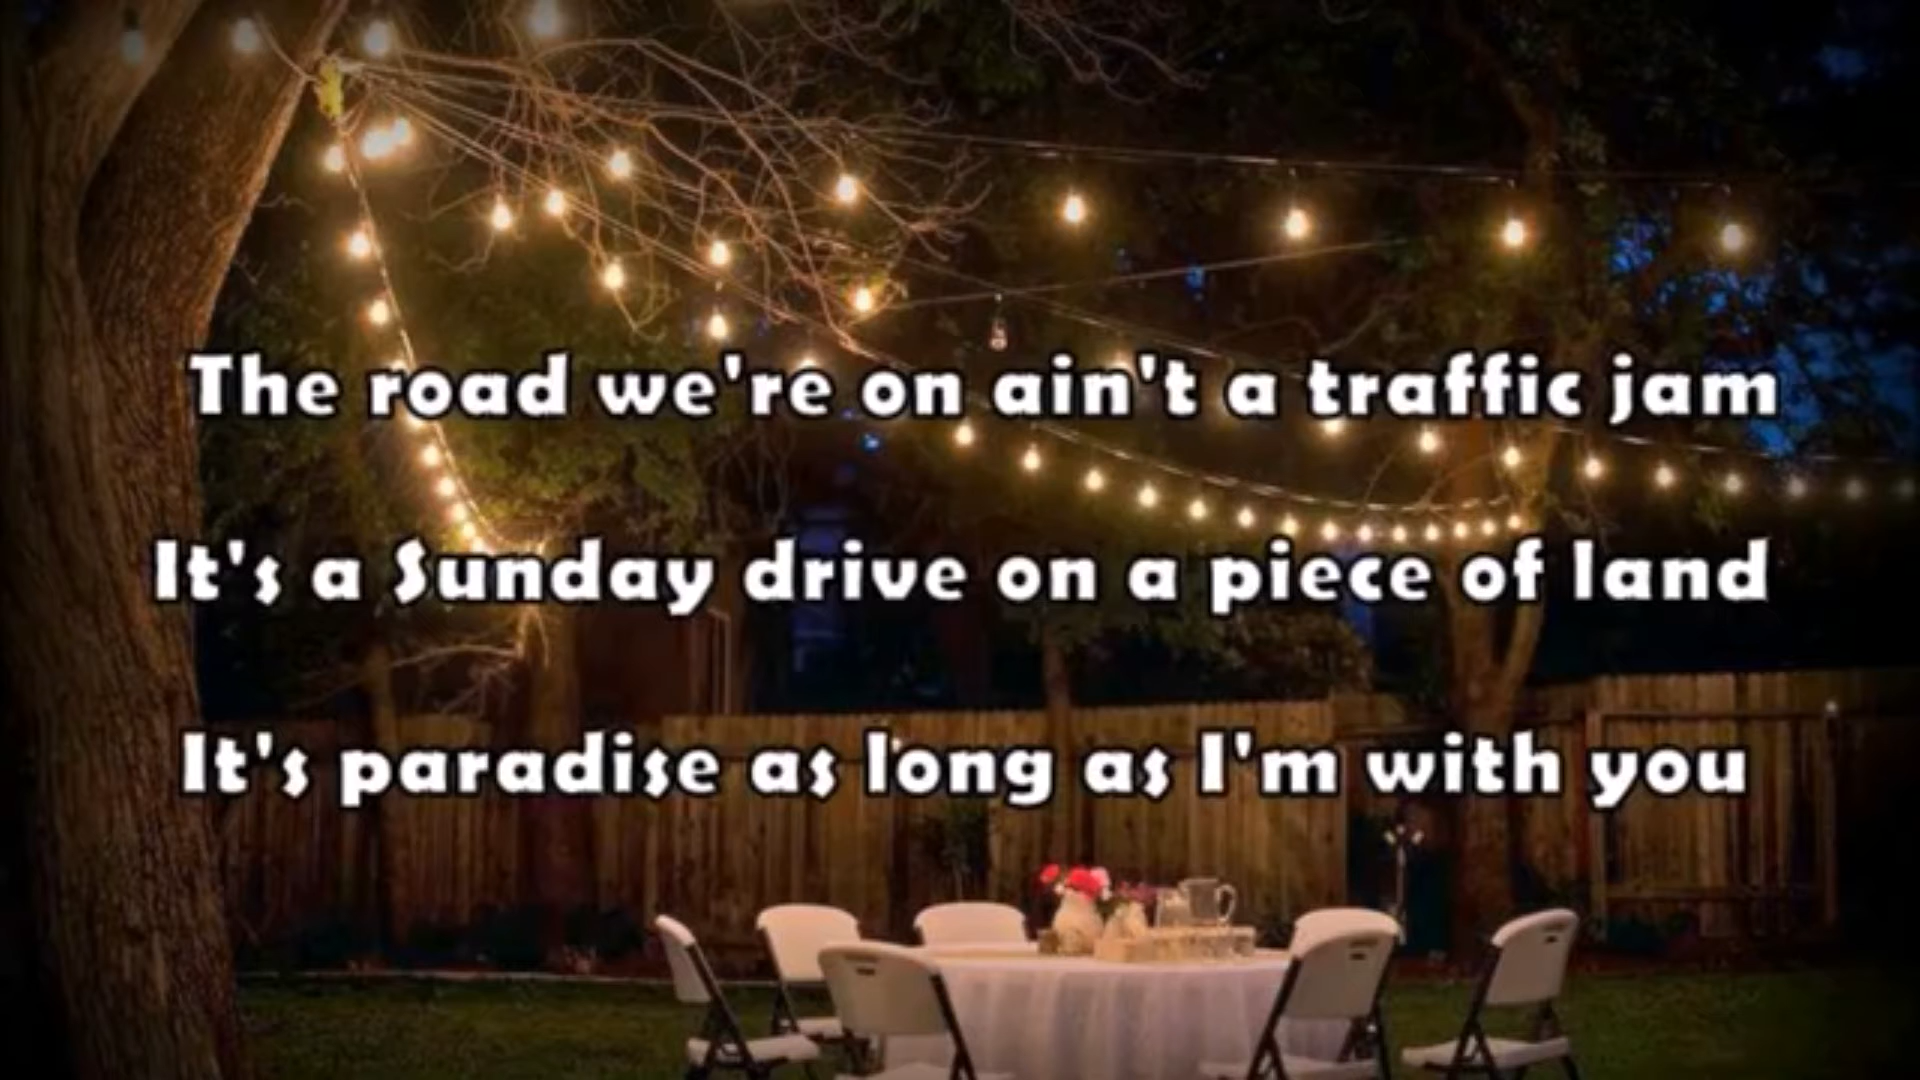 The road we're on ain't a traffic jam
It's a Sunday drive on a piece of land
It's paradise as long as I'm with you